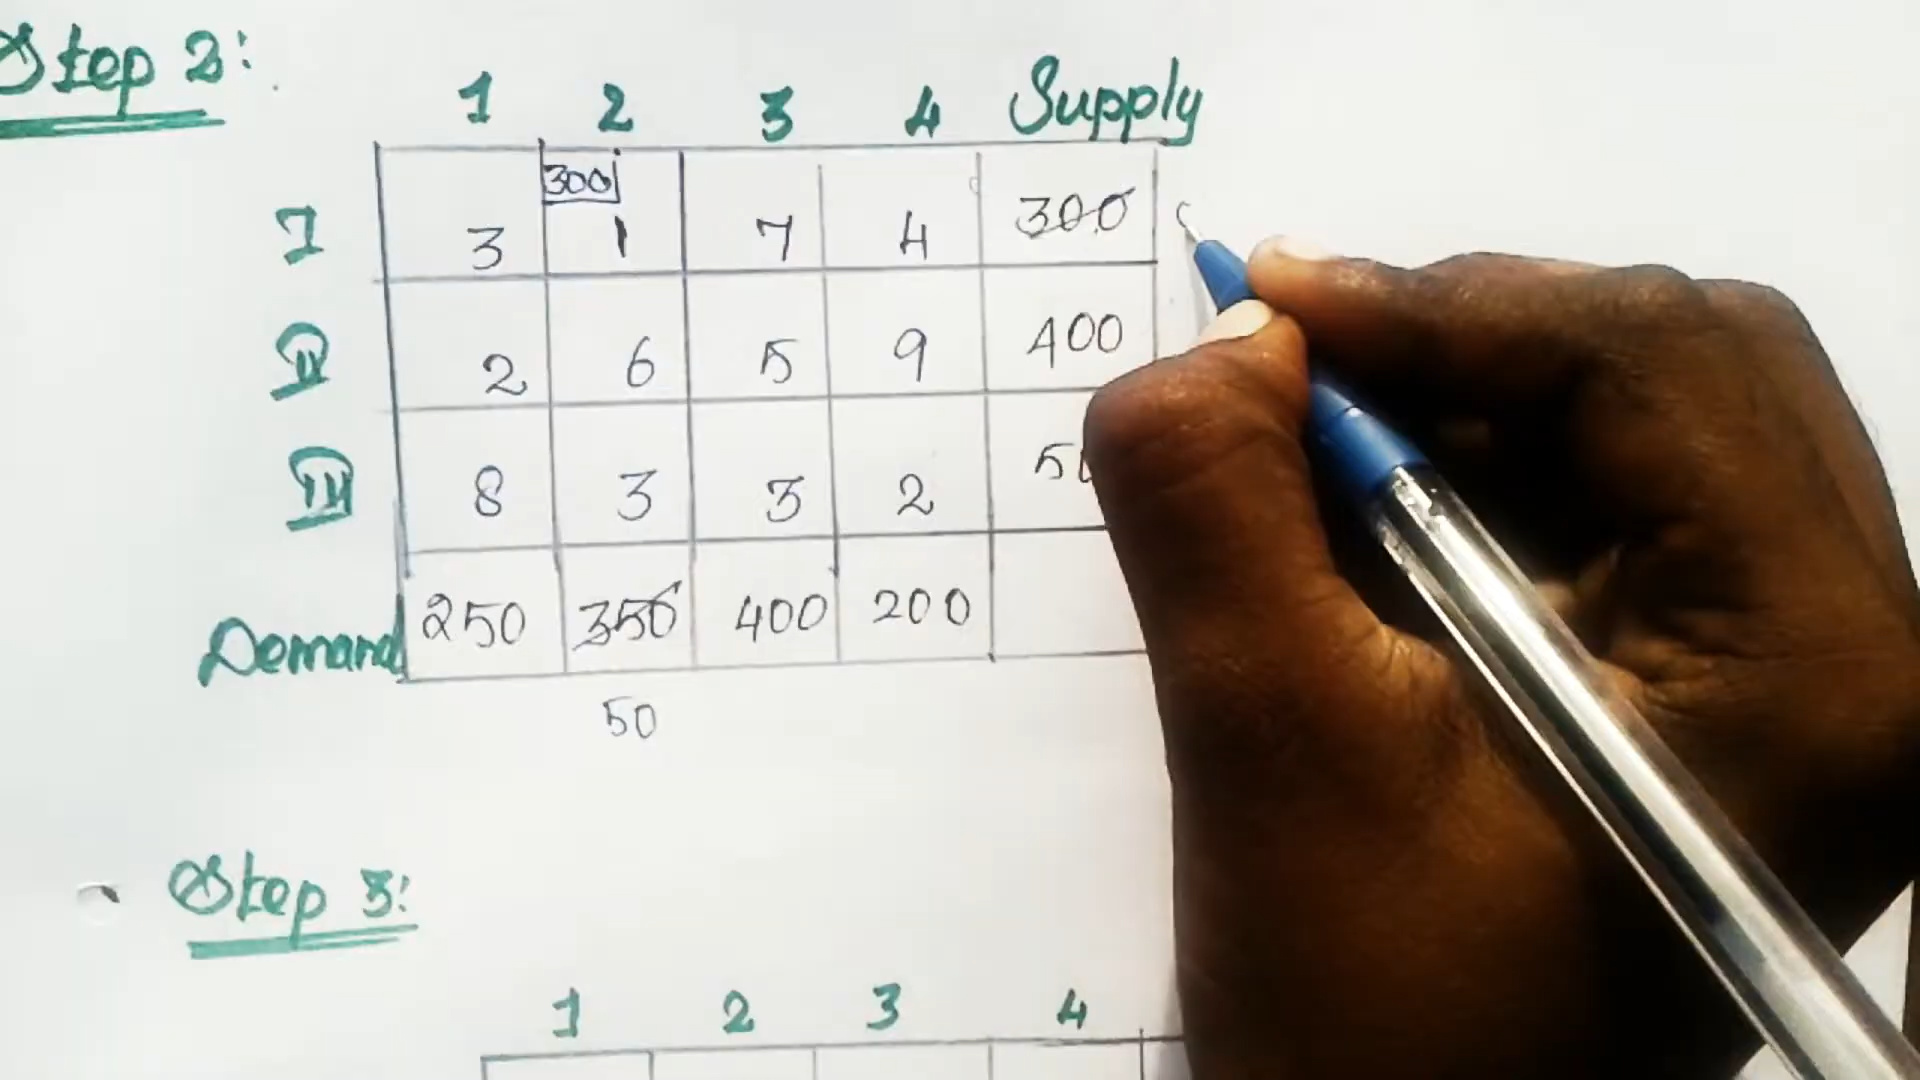 Step 2:
1 2 3 4 Supply
300
I 3 1 7 4 300
II 2 6 5 9 400
III 8 3 3 2
Demand 250 350 400 200
50
Step 3:
1 2 3 4